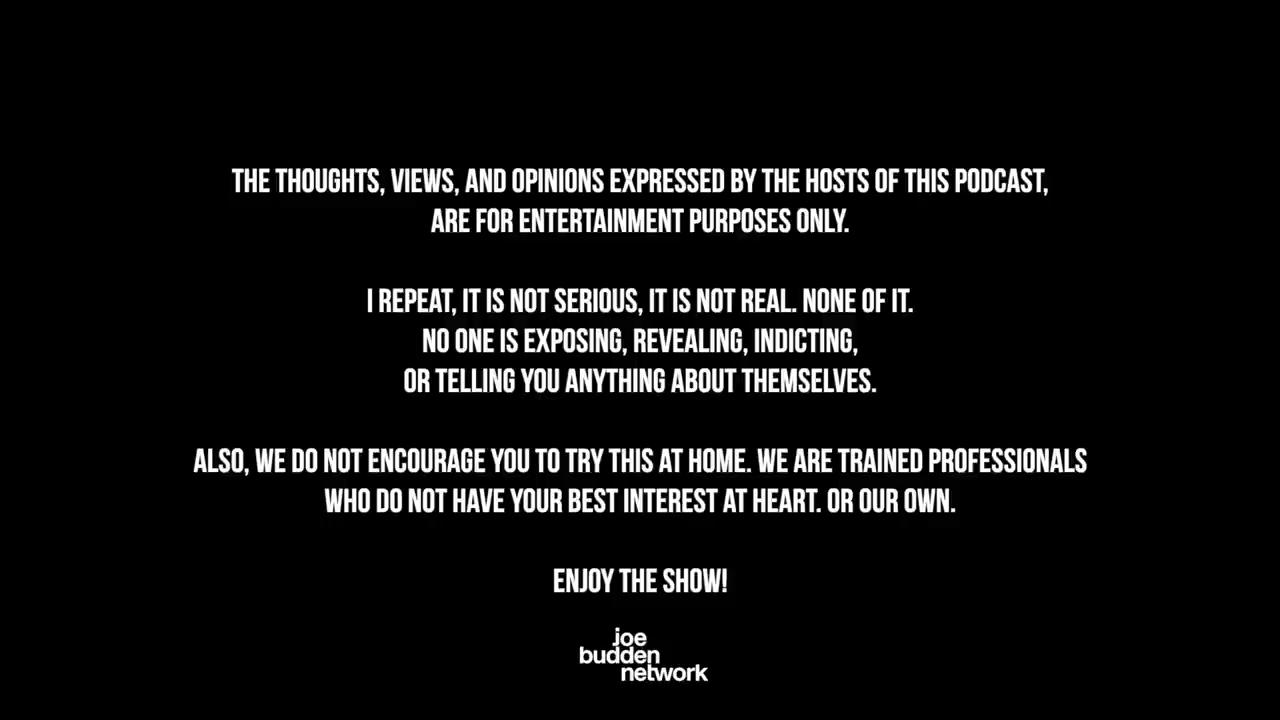 THE THOUGHTS, VIEWS, AND OPINIONS EXPRESSED BY THE HOSTS OF THIS PODCAST,
ARE FOR ENTERTAINMENT PURPOSES ONLY.
I REPEAT, IT IS NOT SERIOUS, IT IS NOT REAL. NONE OF IT.
NO ONE IS EXPOSING, REVEALING, INDICTING,
OR TELLING YOU ANYTHING ABOUT THEMSELVES.
ALSO, WE DO NOT ENCOURAGE YOU TO TRY THIS AT HOME. WE ARE TRAINED PROFESSIONALS
WHO DO NOT HAVE YOUR BEST INTEREST AT HEART. OR OUR OWN.
ENJOY THE SHOW!
joe
budden
network